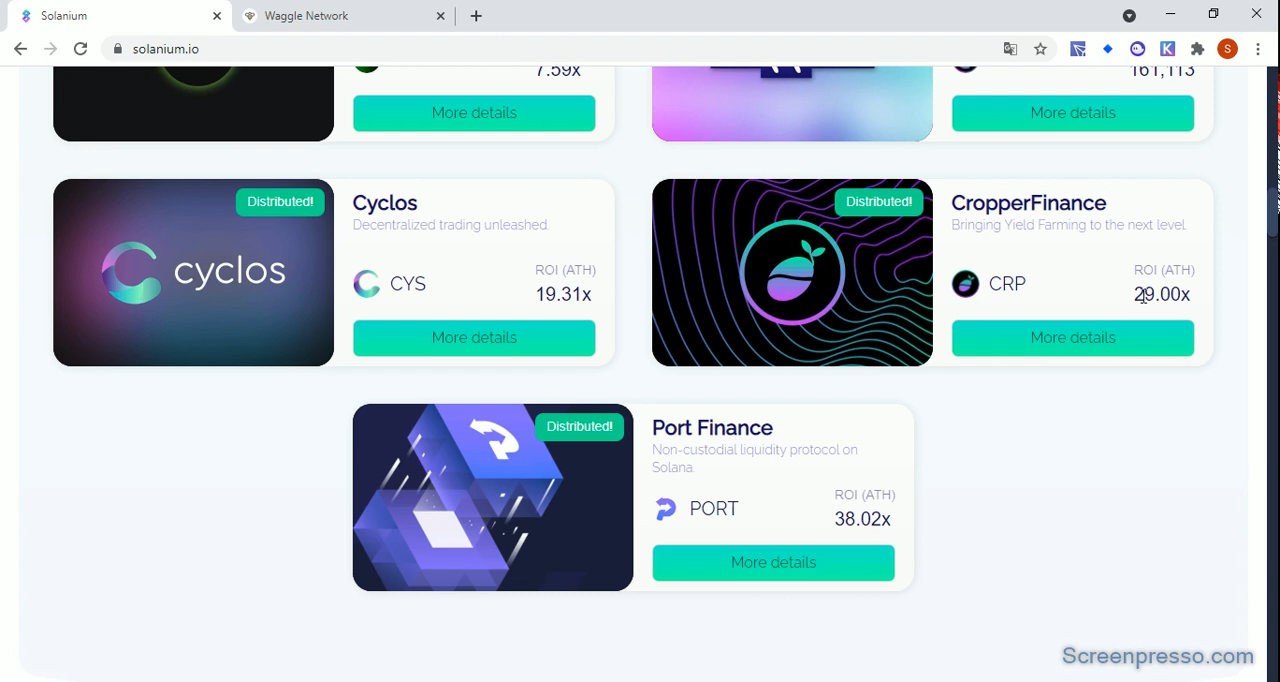 Solanium
Waggle Network
solanium.io
S
7.59x
161,113
More details
More details
Distributed!
cyclos
Cyclos
Decentralized trading unleashed.
CYS
ROI (ATH)
19.31x
More details
Distributed!
CropperFinance
Bringing Yield Farming to the next level.
CRP
ROI (ATH)
29.00x
More details
Distributed!
Port Finance
Non-custodial liquidity protocol on
Solana.
PORT
ROI (ATH)
38.02x
More details
Screenpresso.com